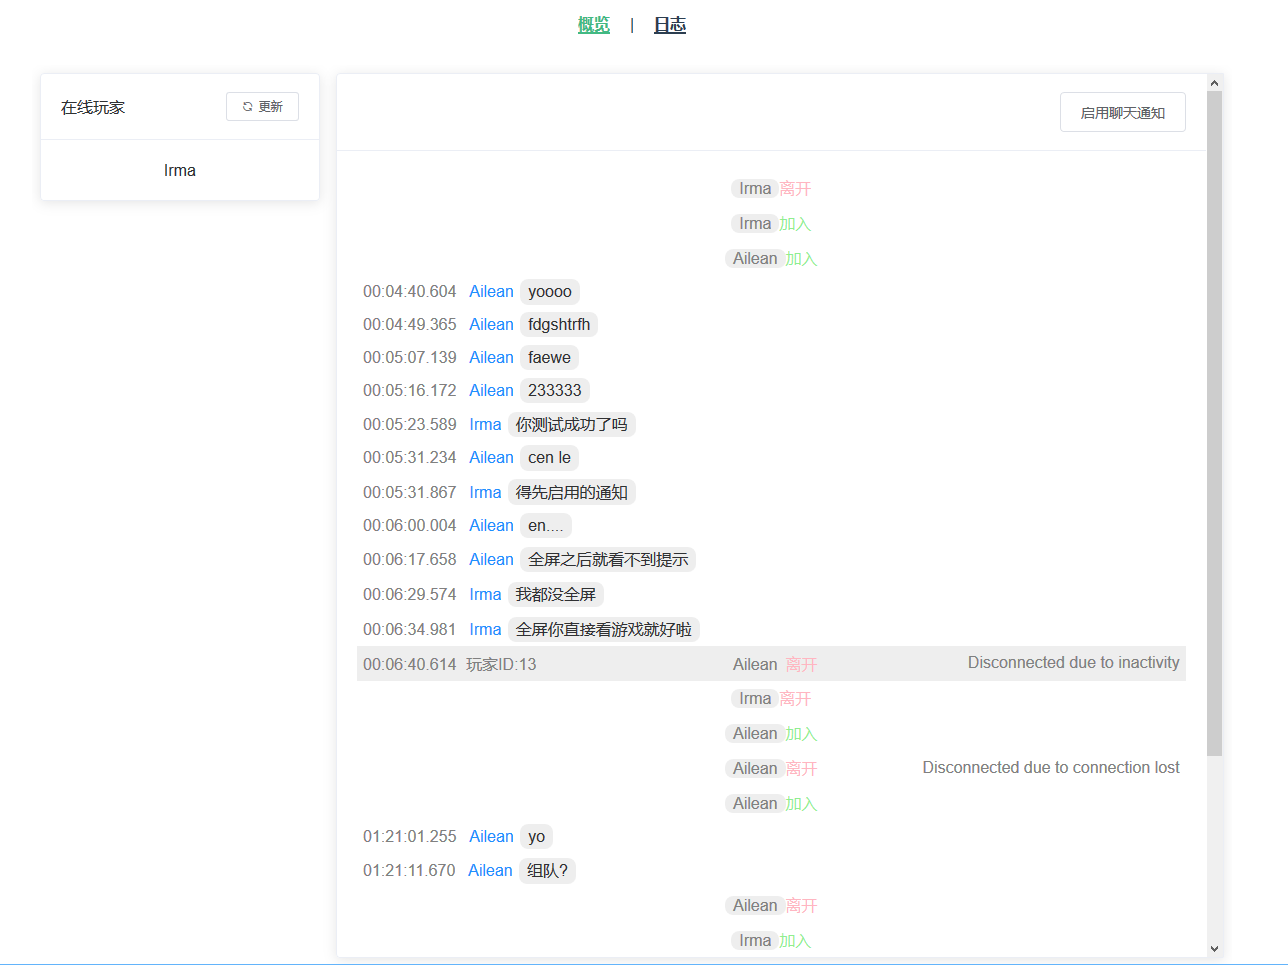 概览 | 日志
在线玩家 更新
Irma
启用聊天通知
Irma 离开
Irma 加入
Ailean 加入
00:04:40.604 Ailean yoooo
00:04:49.365 Ailean fdgshtrfh
00:05:07.139 Ailean faewe
00:05:16.172 Ailean 233333
00:05:23.589 Irma 你测试成功了吗
00:05:31.234 Ailean cen le
00:05:31.867 Irma 得先启用的通知
00:06:00.004 Ailean en....
00:06:17.658 Ailean 全屏之后就看不到提示
00:06:29.574 Irma 我都没全屏
00:06:34.981 Irma 全屏你直接看游戏就好啦
00:06:40.614 玩家ID:13 Ailean 离开 Disconnected due to inactivity
Irma 离开
Ailean 加入
Ailean 离开 Disconnected due to connection lost
Ailean 加入
01:21:01.255 Ailean yo
01:21:11.670 Ailean 组队?
Ailean 离开
Irma 加入